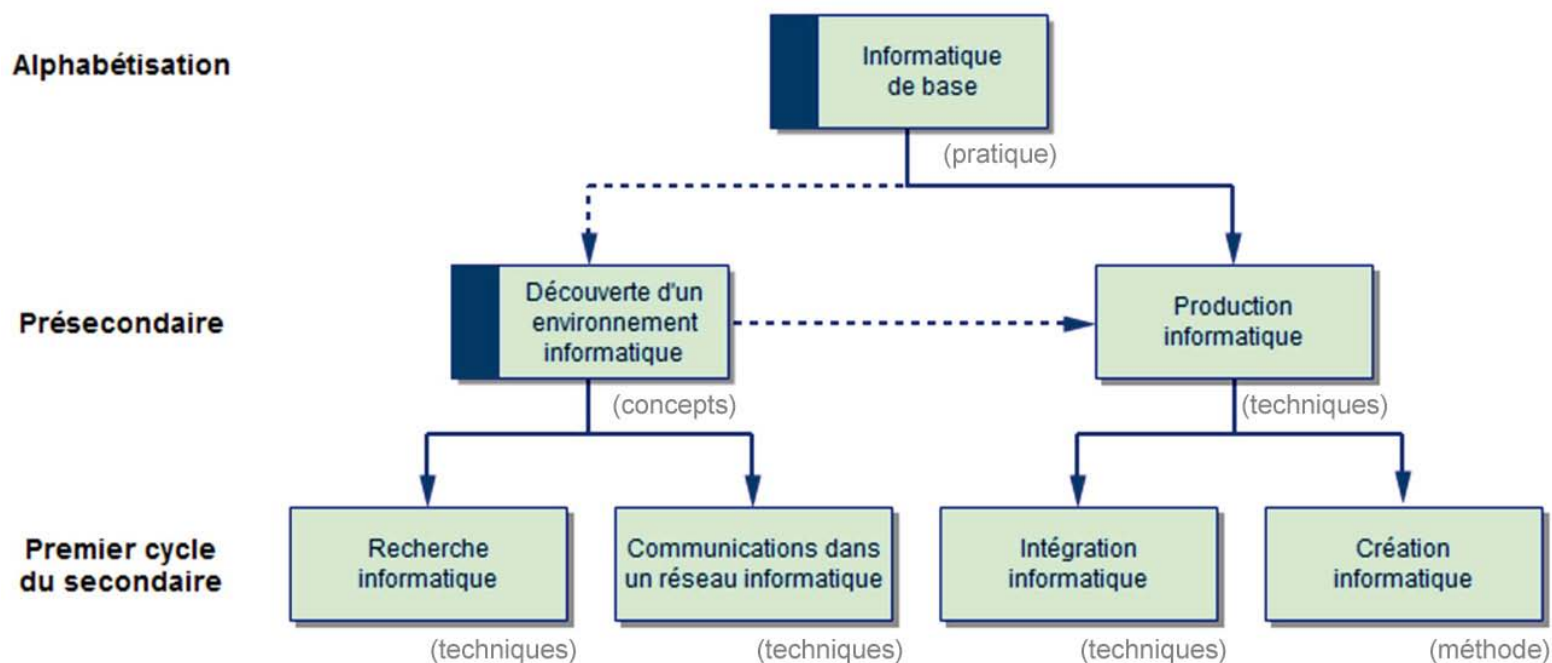 Alphabétisation
Informatique
de base
(pratique)
Présecondaire
Découverte d'un
environnement
informatique
(concepts)
Production
informatique
(techniques)
Premier cycle
du secondaire
Recherche
informatique
(techniques)
Communications dans
un réseau informatique
(techniques)
Intégration
informatique
(techniques)
Création
informatique
(méthode)